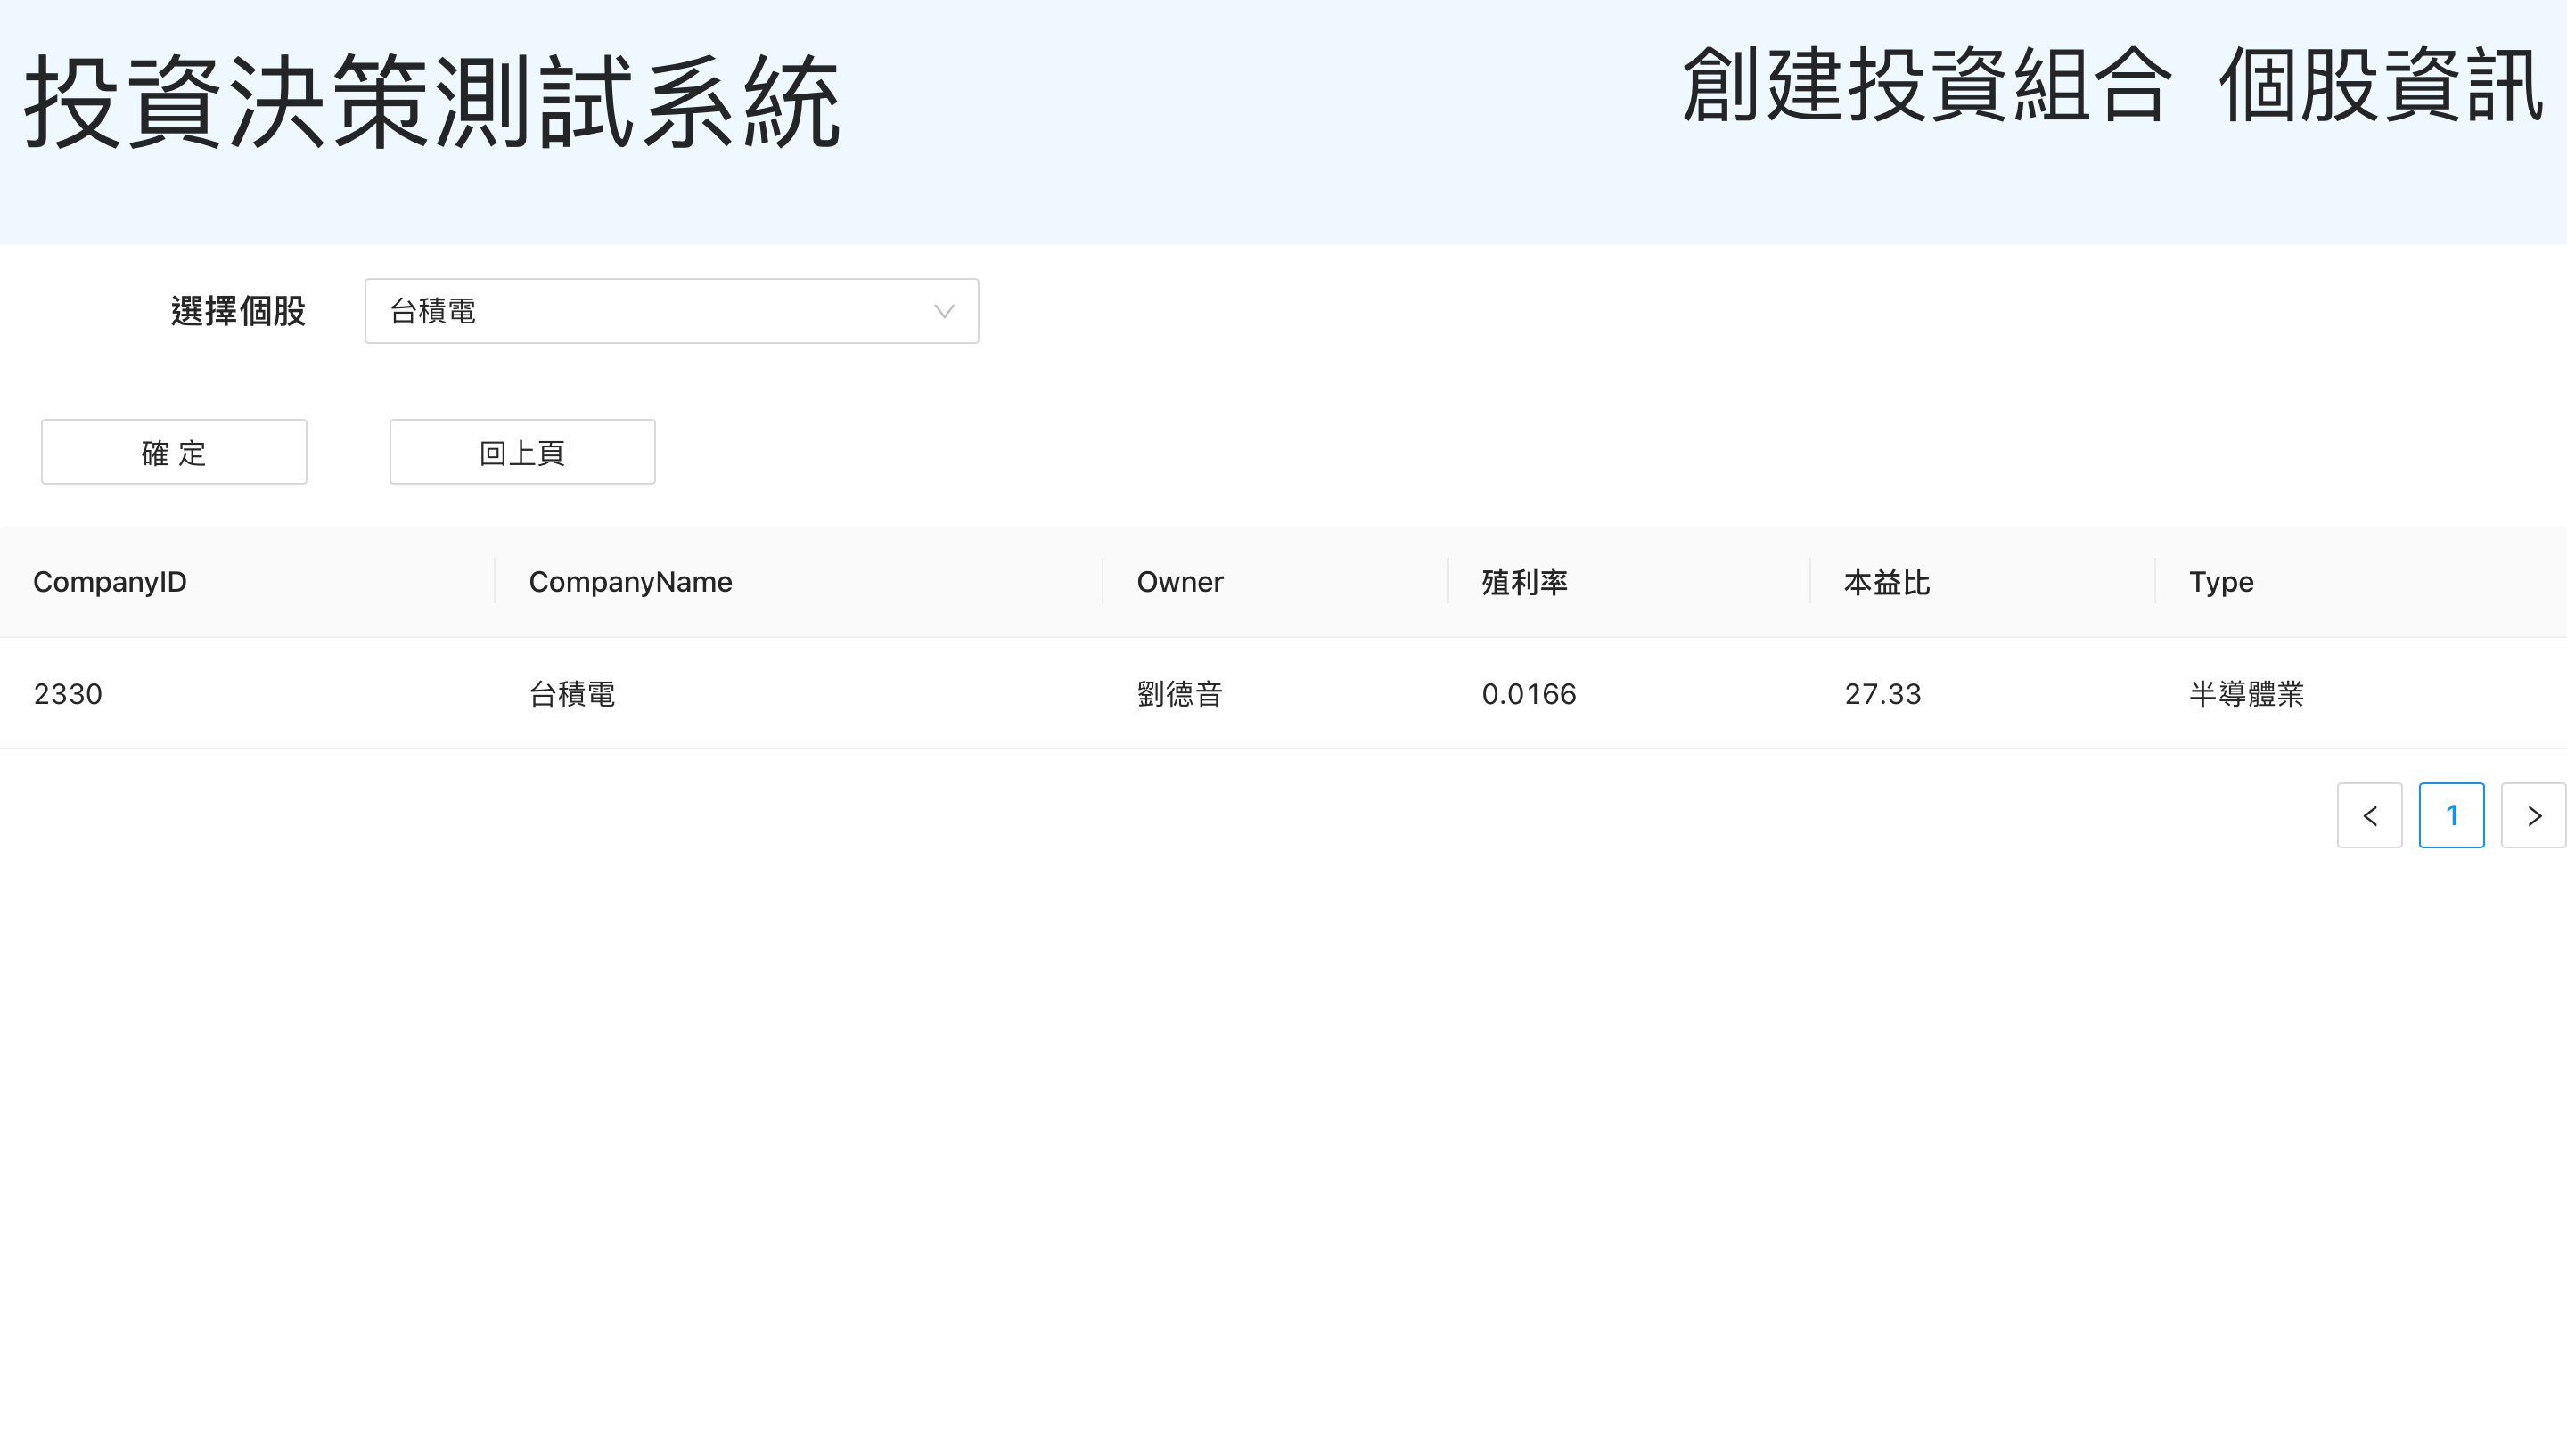 投資決策測試系統 創建投資組合 個股資訊
選擇個股 台積電
確定 回上頁
CompanyID CompanyName Owner 殖利率 本益比 Type
2330 台積電 劉德音 0.0166 27.33 半導體業
1